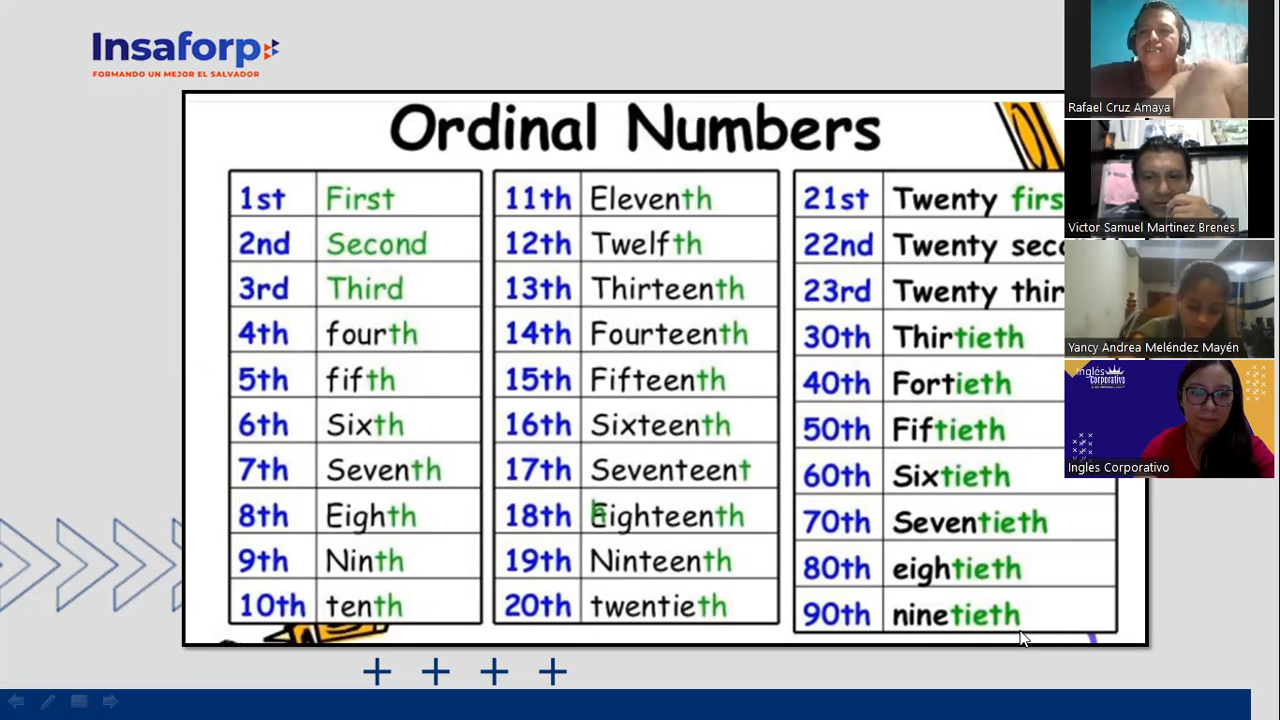 Insaforp
FORMANDO UN MEJOR EL SALVADOR
Ordinal Numbers
1st First
2nd Second
3rd Third
4th fourth
5th fifth
6th Sixth
7th Seventh
8th Eighth
9th Ninth
10th tenth
11th Eleventh
12th Twelfth
13th Thirteenth
14th Fourteenth
15th Fifteenth
16th Sixteenth
17th Seventeent
h
18th Eighteenth
19th Ninteenth
20th twentieth
21st Twenty firs
22nd Twenty seco
23rd Twenty thir
30th Thirtieth
40th Fortieth
50th Fiftieth
60th Sixtieth
70th Seventieth
80th eightieth
90th ninetieth
Rafael Cruz Amaya
Victor Samuel Martinez Brenes
Yancy Andrea Meléndez Mayén
Inglés
Corporativo
Ingles Corporativo